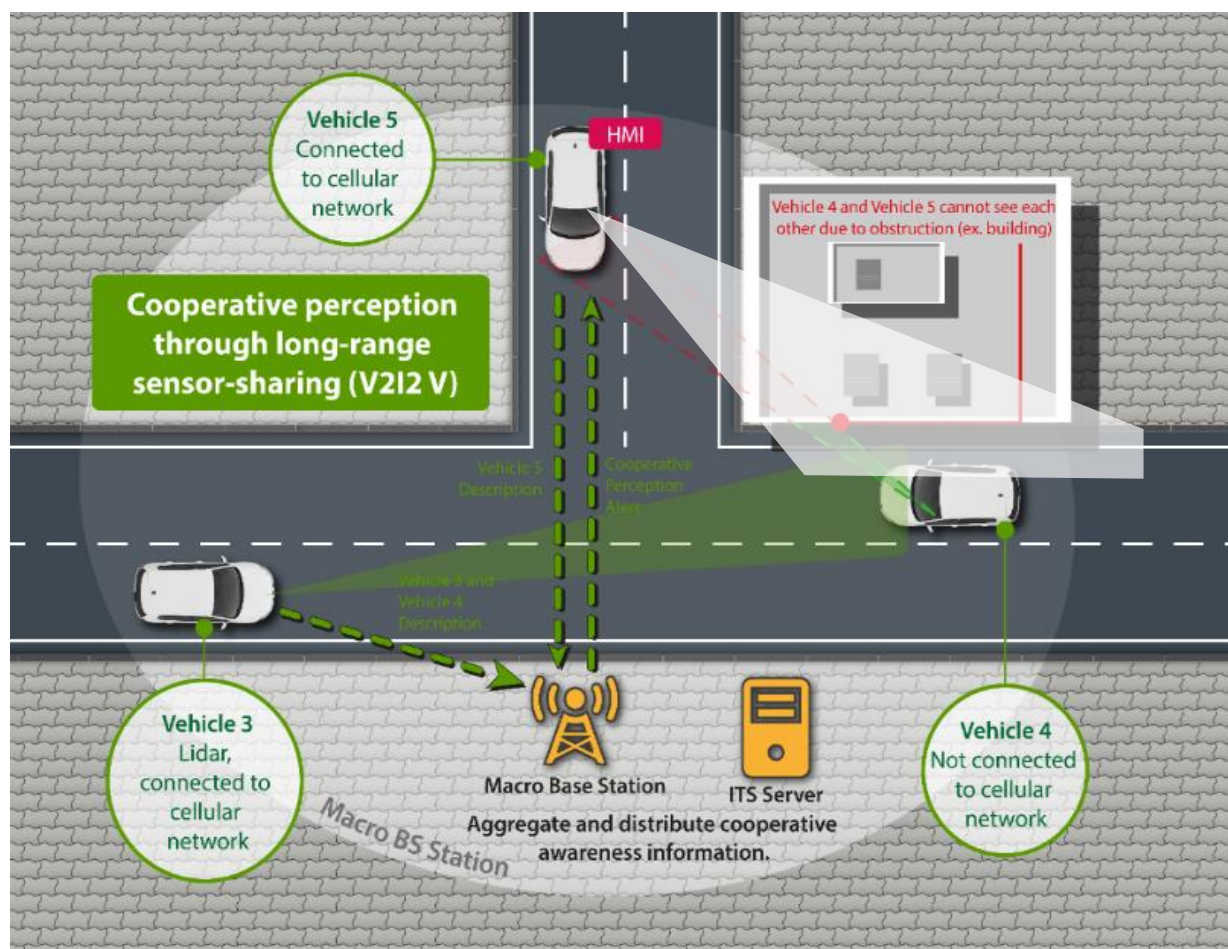 Vehicle 5
Connected
to cellular
network
HMI
Vehicle 4 and Vehicle 5 cannot see each
other due to obstruction (ex. building)
Cooperative perception
through long-range
sensor-sharing (V2I2 V)
Vehicle 5
Description
Cooperative
Perception
Alert
Vehicle 3 and
Vehicle 4
Description
Vehicle 3
Lidar,
connected to
cellular
network
Macro Base Station
ITS Server
Aggregate and distribute cooperative
awareness information.
Macro BS Station
Vehicle 4
Not connected
to cellular
network